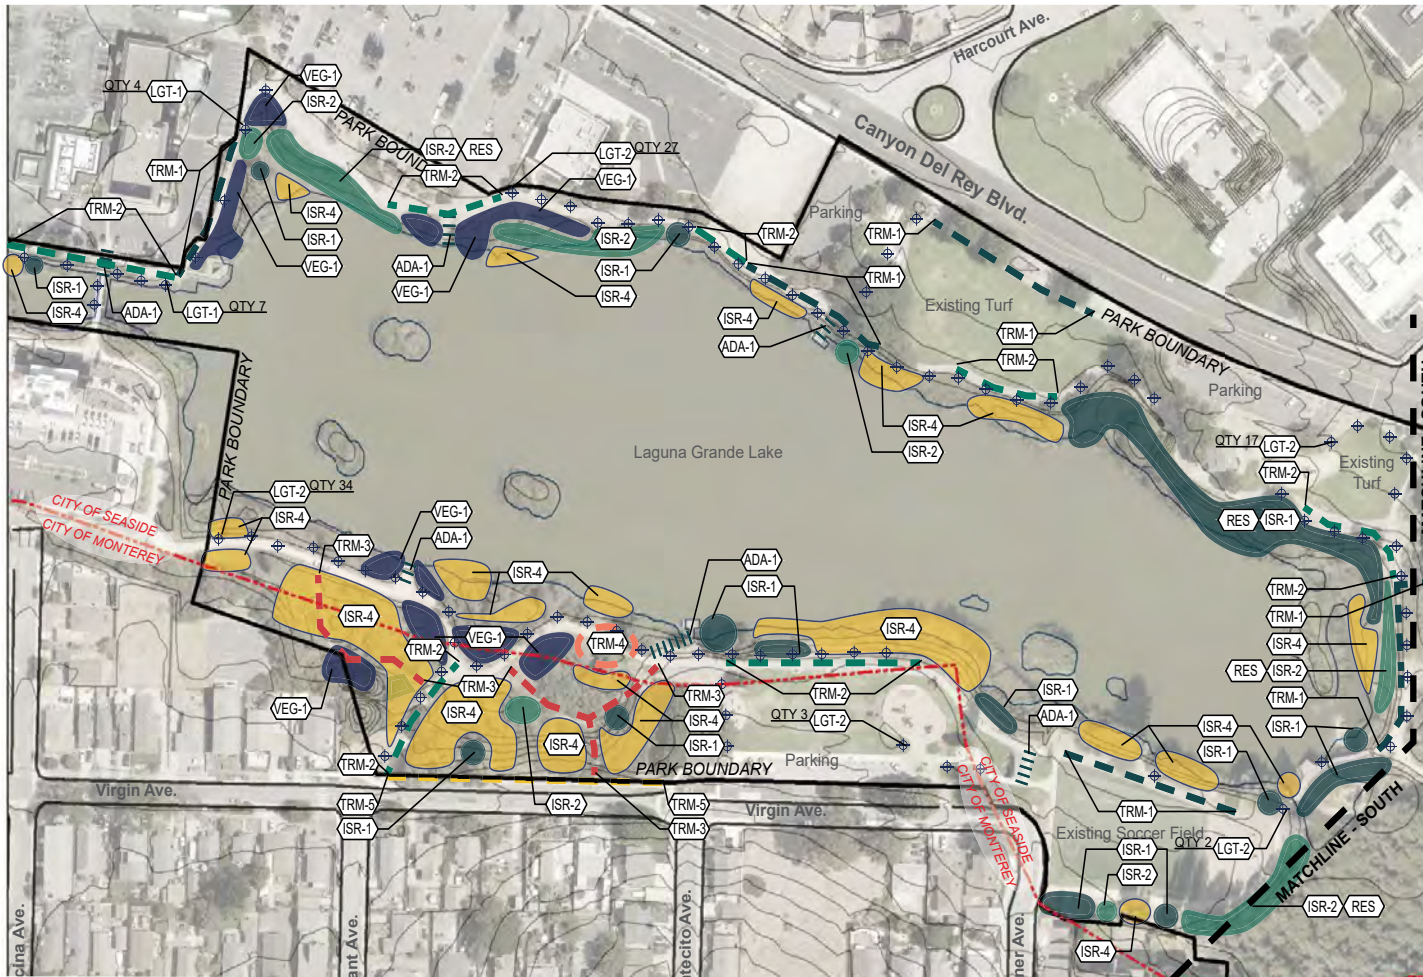 Harcourt Ave.
VEG-1
QTY 4
LGT-1
ISR-2
PARK BOUNDARY
Canyon Del Rey Blvd.
ISR-2
RES
LGT-2
QTY 27
TRM-1
TRM-2
VEG-1
TRM-2
ISR-4
Parking
ISR-1
ISR-2
TRM-2
TRM-1
VEG-1
ADA-1
ISR-1
TRM-1
ISR-1
VEG-1
ISR-4
ISR-4
ADA-1
LGT-1
QTY 7
ISR-4
Existing Turf
PARK BOUNDARY
TRM-1
ADA-1
TRM-2
PARK BOUNDARY
Parking
ISR-4
ISR-2
Laguna Grande Lake
QTY 17
LGT-2
Existing
Turf
TRM-2
LGT-2
QTY 34
CITY OF SEASIDE
CITY OF MONTEREY
ISR-4
VEG-1
RES
ISR-1
ADA-1
TRM-3
ADA-1
ISR-4
ISR-1
TRM-2
ISR-4
TRM-1
ISR-4
VEG-1
TRM-4
ISR-4
TRM-2
RES
ISR-2
TRM-3
TRM-3
TRM-2
ISR-1
TRM-1
VEG-1
ISR-4
ISR-4
QTY 3
LGT-2
ADA-1
ISR-4
ISR-1
ISR-4
ISR-1
ISR-1
TRM-2
PARK BOUNDARY
Parking
CITY OF SEASIDE
CITY OF MONTEREY
Virgin Ave.
TRM-5
ISR-2
TRM-5
Virgin Ave.
TRM-1
ISR-1
TRM-3
Existing Soccer Field
ISR-1
QTY 2
LGT-2
MATCHLINE - SOUTH
ISR-2
ISR-2
RES
ISR-4